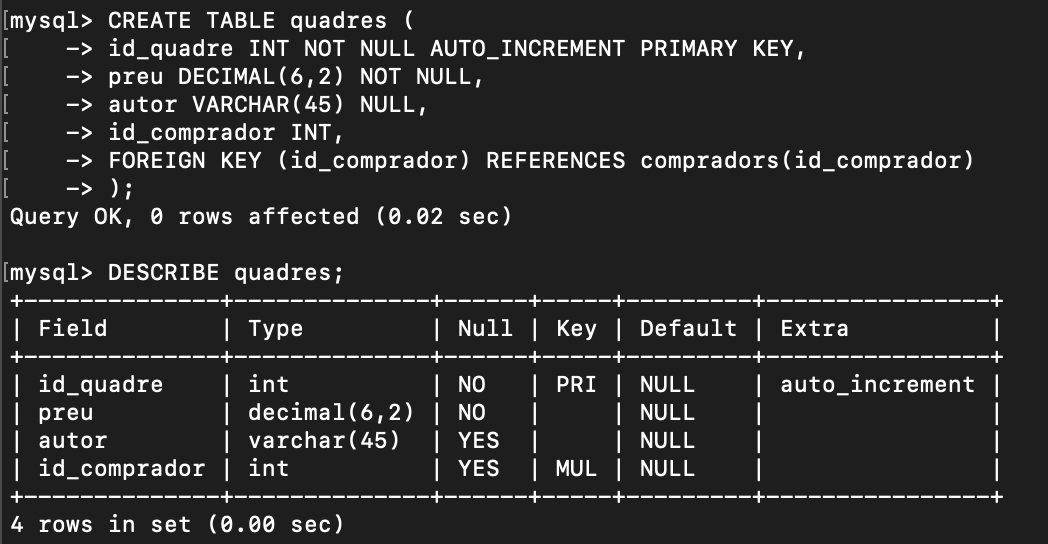 [mysql> CREATE TABLE quadres (
[    -> id_quadre INT NOT NULL AUTO_INCREMENT PRIMARY KEY,
[    -> preu DECIMAL(6,2) NOT NULL,
[    -> autor VARCHAR(45) NULL,
[    -> id_comprador INT,
[    -> FOREIGN KEY (id_comprador) REFERENCES compradors(id_comprador)
[    -> );
Query OK, 0 rows affected (0.02 sec)

[mysql> DESCRIBE quadres;
+--------------+--------------+------+-----+---------+----------------+
| Field        | Type         | Null | Key | Default | Extra          |
+--------------+--------------+------+-----+---------+----------------+
| id_quadre    | int          | NO   | PRI | NULL    | auto_increment |
| preu         | decimal(6,2) | NO   |     | NULL    |                |
| autor        | varchar(45)  | YES  |     | NULL    |                |
| id_comprador | int          | YES  | MUL | NULL    |                |
+--------------+--------------+------+-----+---------+----------------+
4 rows in set (0.00 sec)